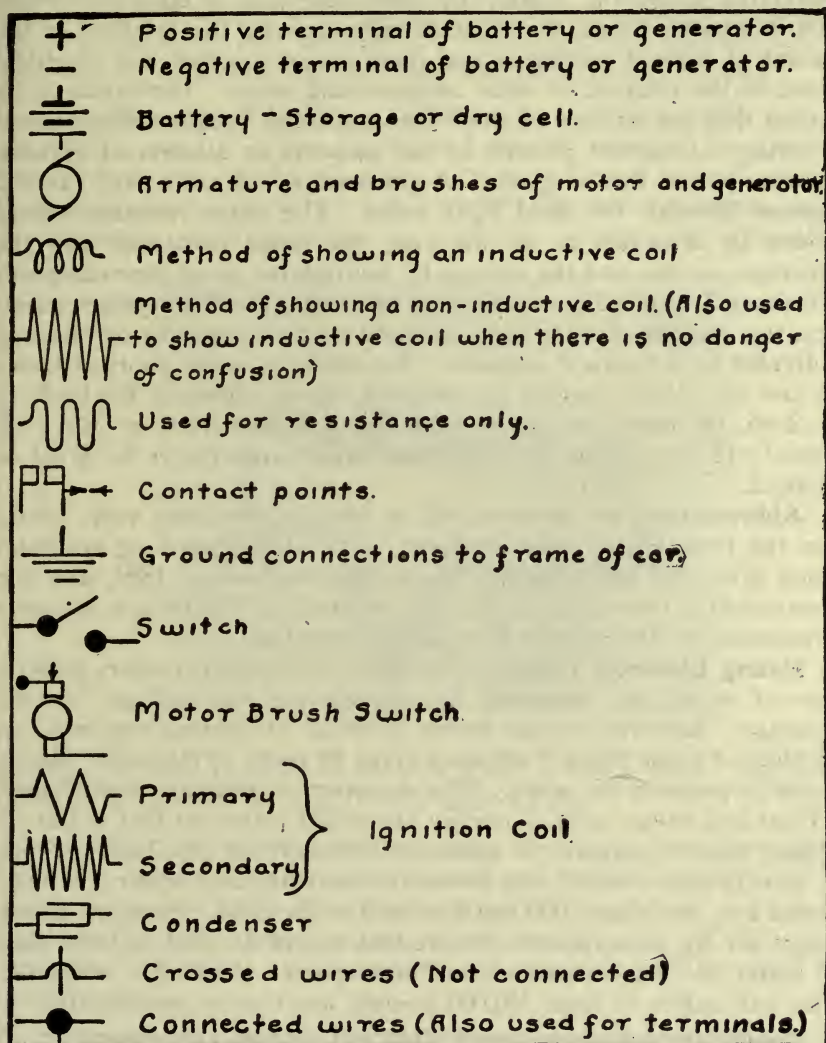 + Positive terminal of battery or generator.
− Negative terminal of battery or generator.
Battery - Storage or dry cell.
Armature and brushes of motor and generator.
Method of showing an inductive coil
Method of showing a non-inductive coil. (Also used
to show inductive coil when there is no danger
of confusion)
Used for resistance only.
Contact points.
Ground connections to frame of car.
Switch
Motor Brush Switch.
Primary
Ignition Coil
Secondary
Condenser
Crossed wires (Not connected)
Connected wires (Also used for terminals.)